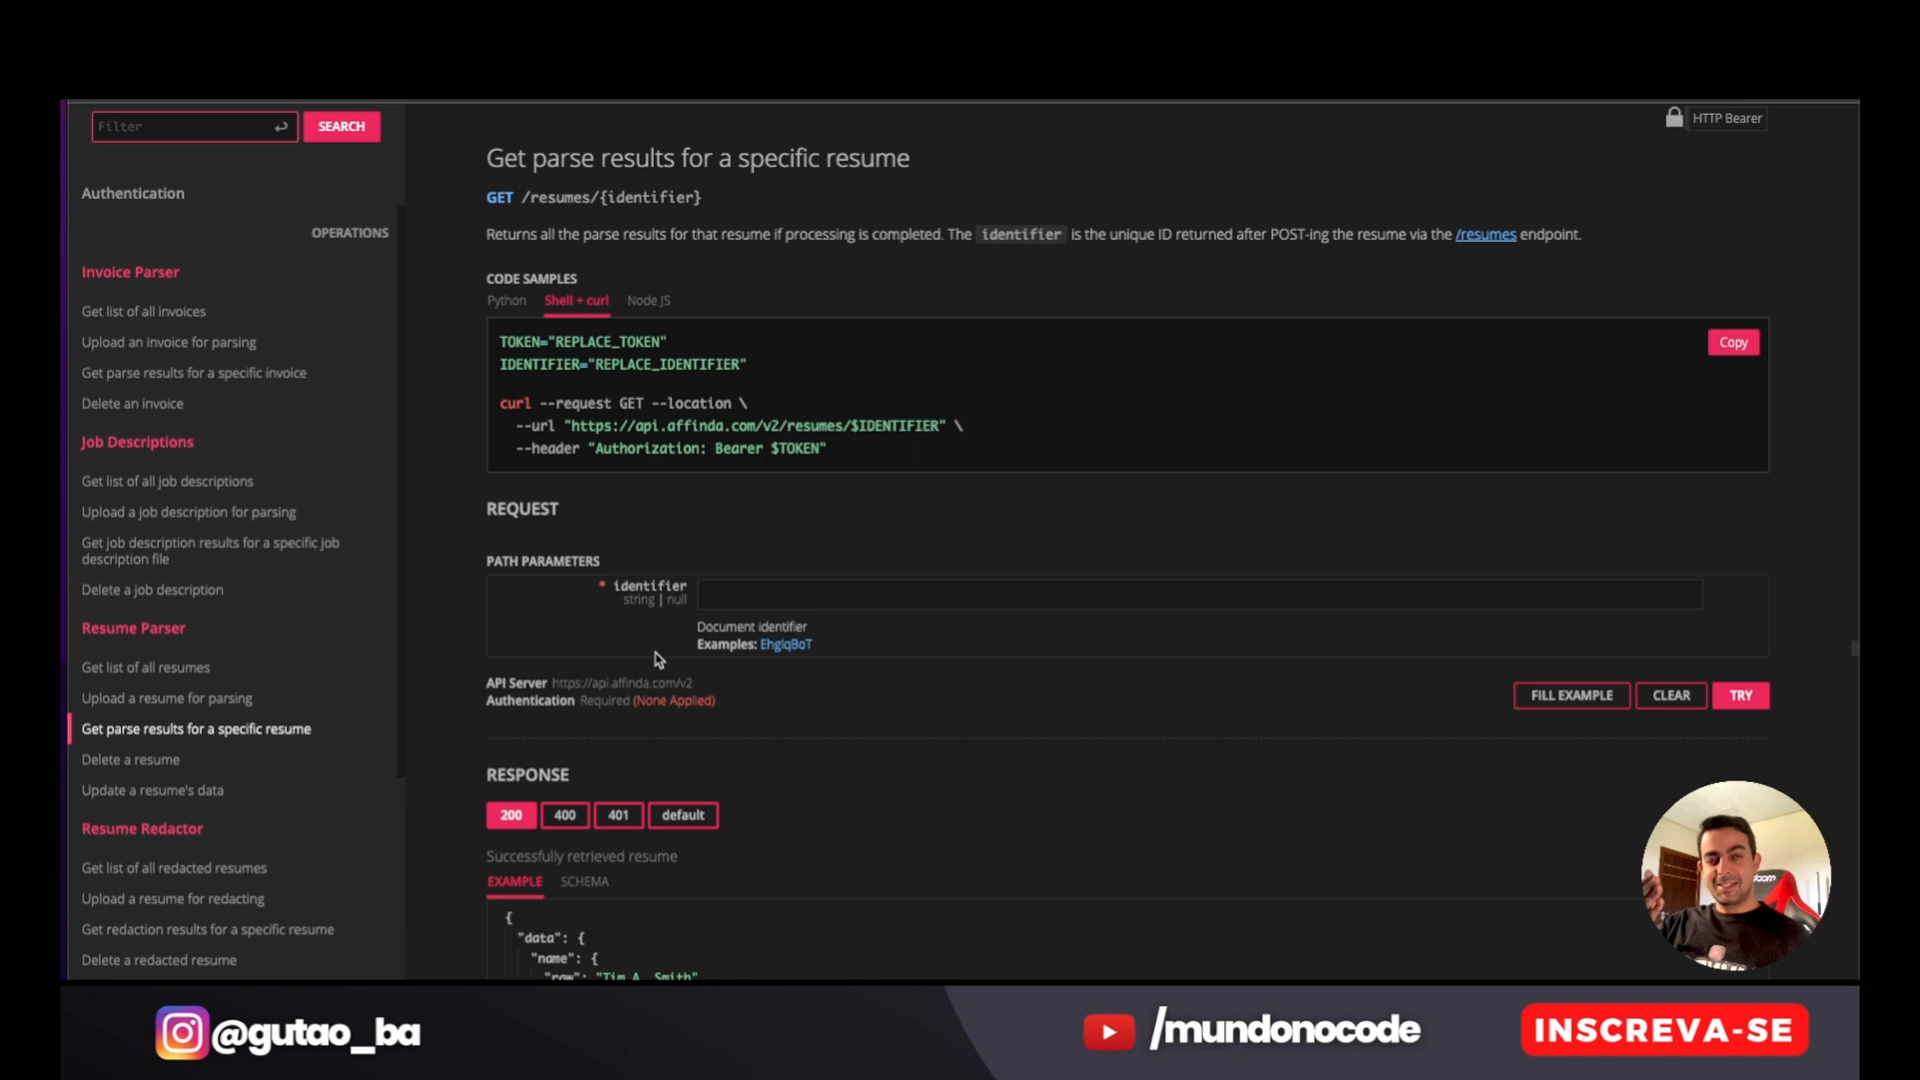 Filter
SEARCH
Authentication
OPERATIONS
Invoice Parser
Get list of all invoices
Upload an invoice for parsing
Get parse results for a specific invoice
Delete an invoice
Job Descriptions
Get list of all job descriptions
Upload a job description for parsing
Get job description results for a specific job
description file
Delete a job description
Resume Parser
Get list of all resumes
Upload a resume for parsing
Get parse results for a specific resume
Delete a resume
Update a resume's data
Resume Redactor
Get list of all redacted resumes
Upload a resume for redacting
Get redaction results for a specific resume
Delete a redacted resume
HTTP Bearer
Get parse results for a specific resume
GET /resumes/{identifier}
Returns all the parse results for that resume if processing is completed. The identifier is the unique ID returned after POST-ing the resume via the /resumes endpoint.
CODE SAMPLES
Python Shell + curl Node JS
TOKEN="REPLACE_TOKEN"
IDENTIFIER="REPLACE_IDENTIFIER"
Copy
curl --request GET --location \
--url "https://api.affinda.com/v2/resumes/$IDENTIFIER" \
--header "Authorization: Bearer $TOKEN"
REQUEST
PATH PARAMETERS
* identifier
string | null
Document identifier
Examples: EhgIqBoT
API Server https://api.affinda.com/v2
Authentication Required (None Applied)
FILL EXAMPLE CLEAR TRY
RESPONSE
200 400 401 default
Successfully retrieved resume
EXAMPLE SCHEMA
{
"data": {
"name": {
"raw": "Tim A. Smith"
@gutao_ba
/mundonocode
INSCREVA-SE